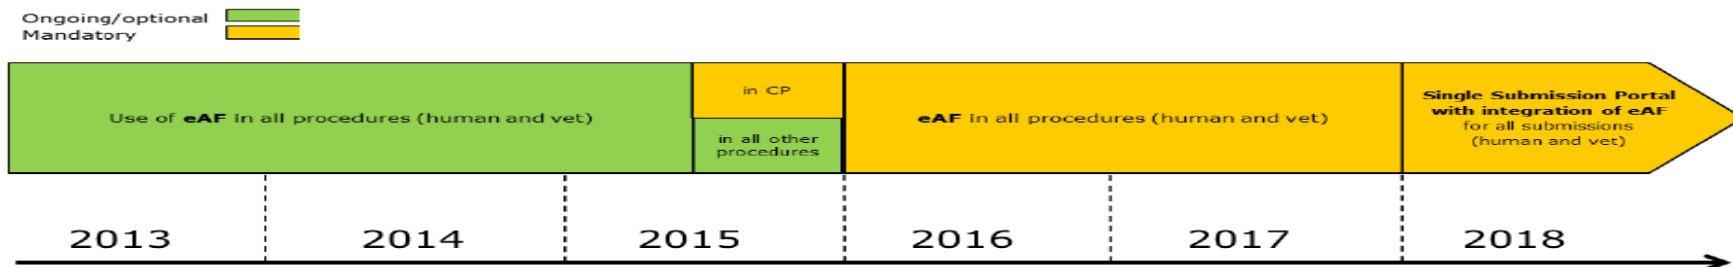 Ongoing/optional
Mandatory
Use of eAF in all procedures (human and vet)
in CP
in all other
procedures
eAF in all procedures (human and vet)
Single Submission Portal
with integration of eAF
for all submissions
(human and vet)
2013
2014
2015
2016
2017
2018